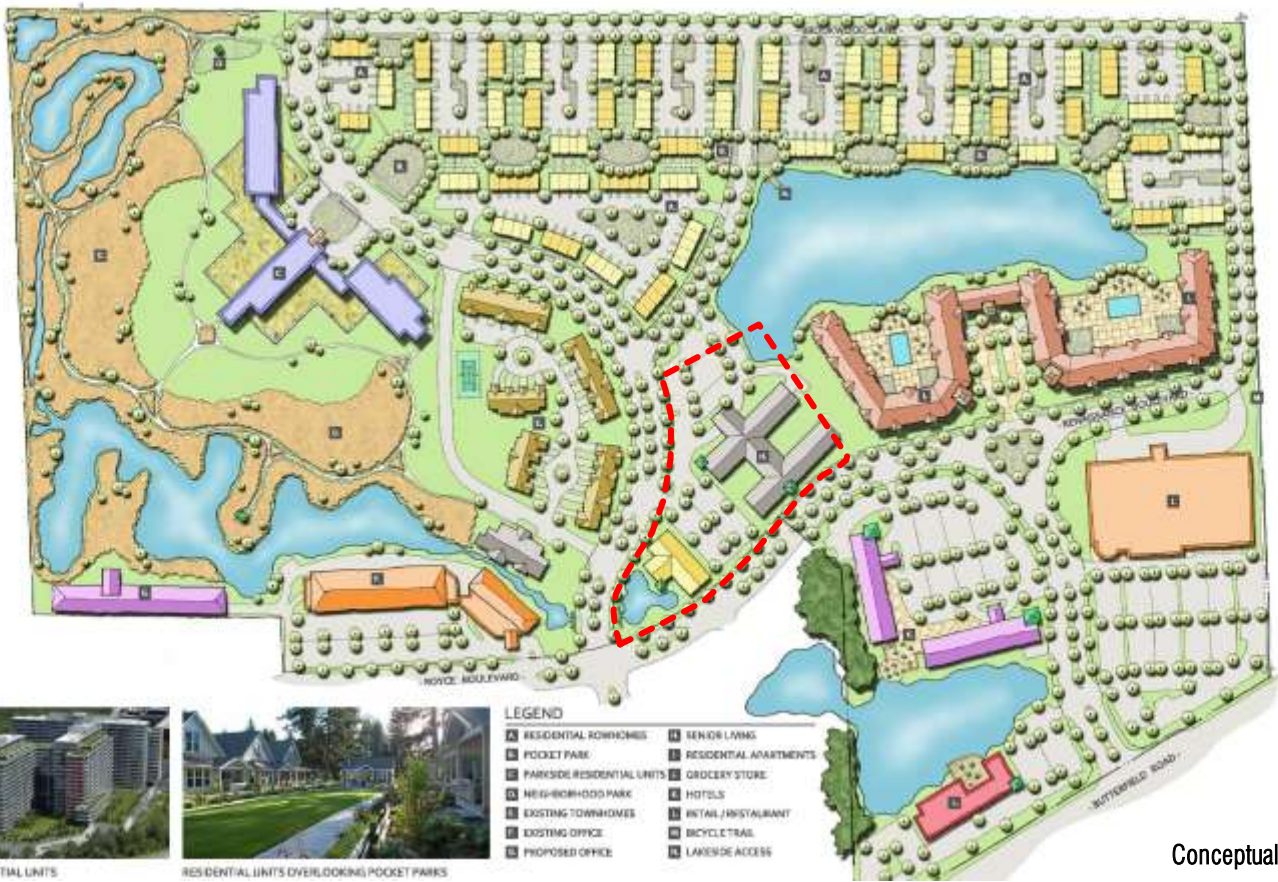 BRICKWOOD LANE
ROYCE BOULEVARD
BUTTERFIELD ROAD
LEGEND
A. RESIDENTIAL ROWHOMES
B. POCKET PARK
C. PARKSIDE RESIDENTIAL UNITS
D. NEIGHBORHOOD PARK
E. EXISTING TOWNHOMES
F. EXISTING OFFICE
G. PROPOSED OFFICE
H. SENIOR LIVING
I. RESIDENTIAL APARTMENTS
J. GROCERY STORE
K. HOTELS
L. RETAIL / RESTAURANT
M. BICYCLE TRAIL
N. LAKESIDE ACCESS
TIAL UNITS
RESIDENTIAL UNITS OVERLOOKING POCKET PARKS
Conceptual